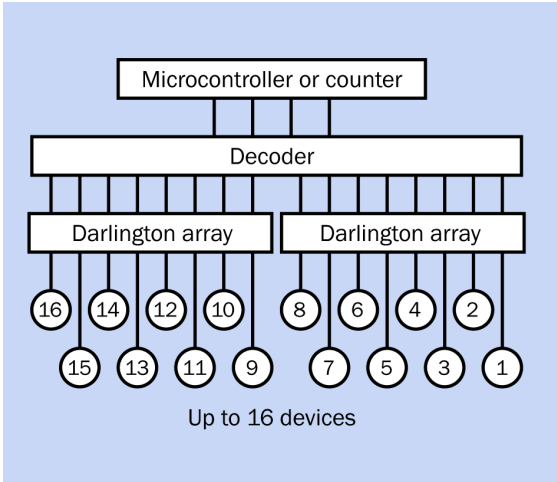 Microcontroller or counter
Decoder
Darlington array Darlington array
16 14 12 10 8 6 4 2
15 13 11 9 7 5 3 1
Up to 16 devices